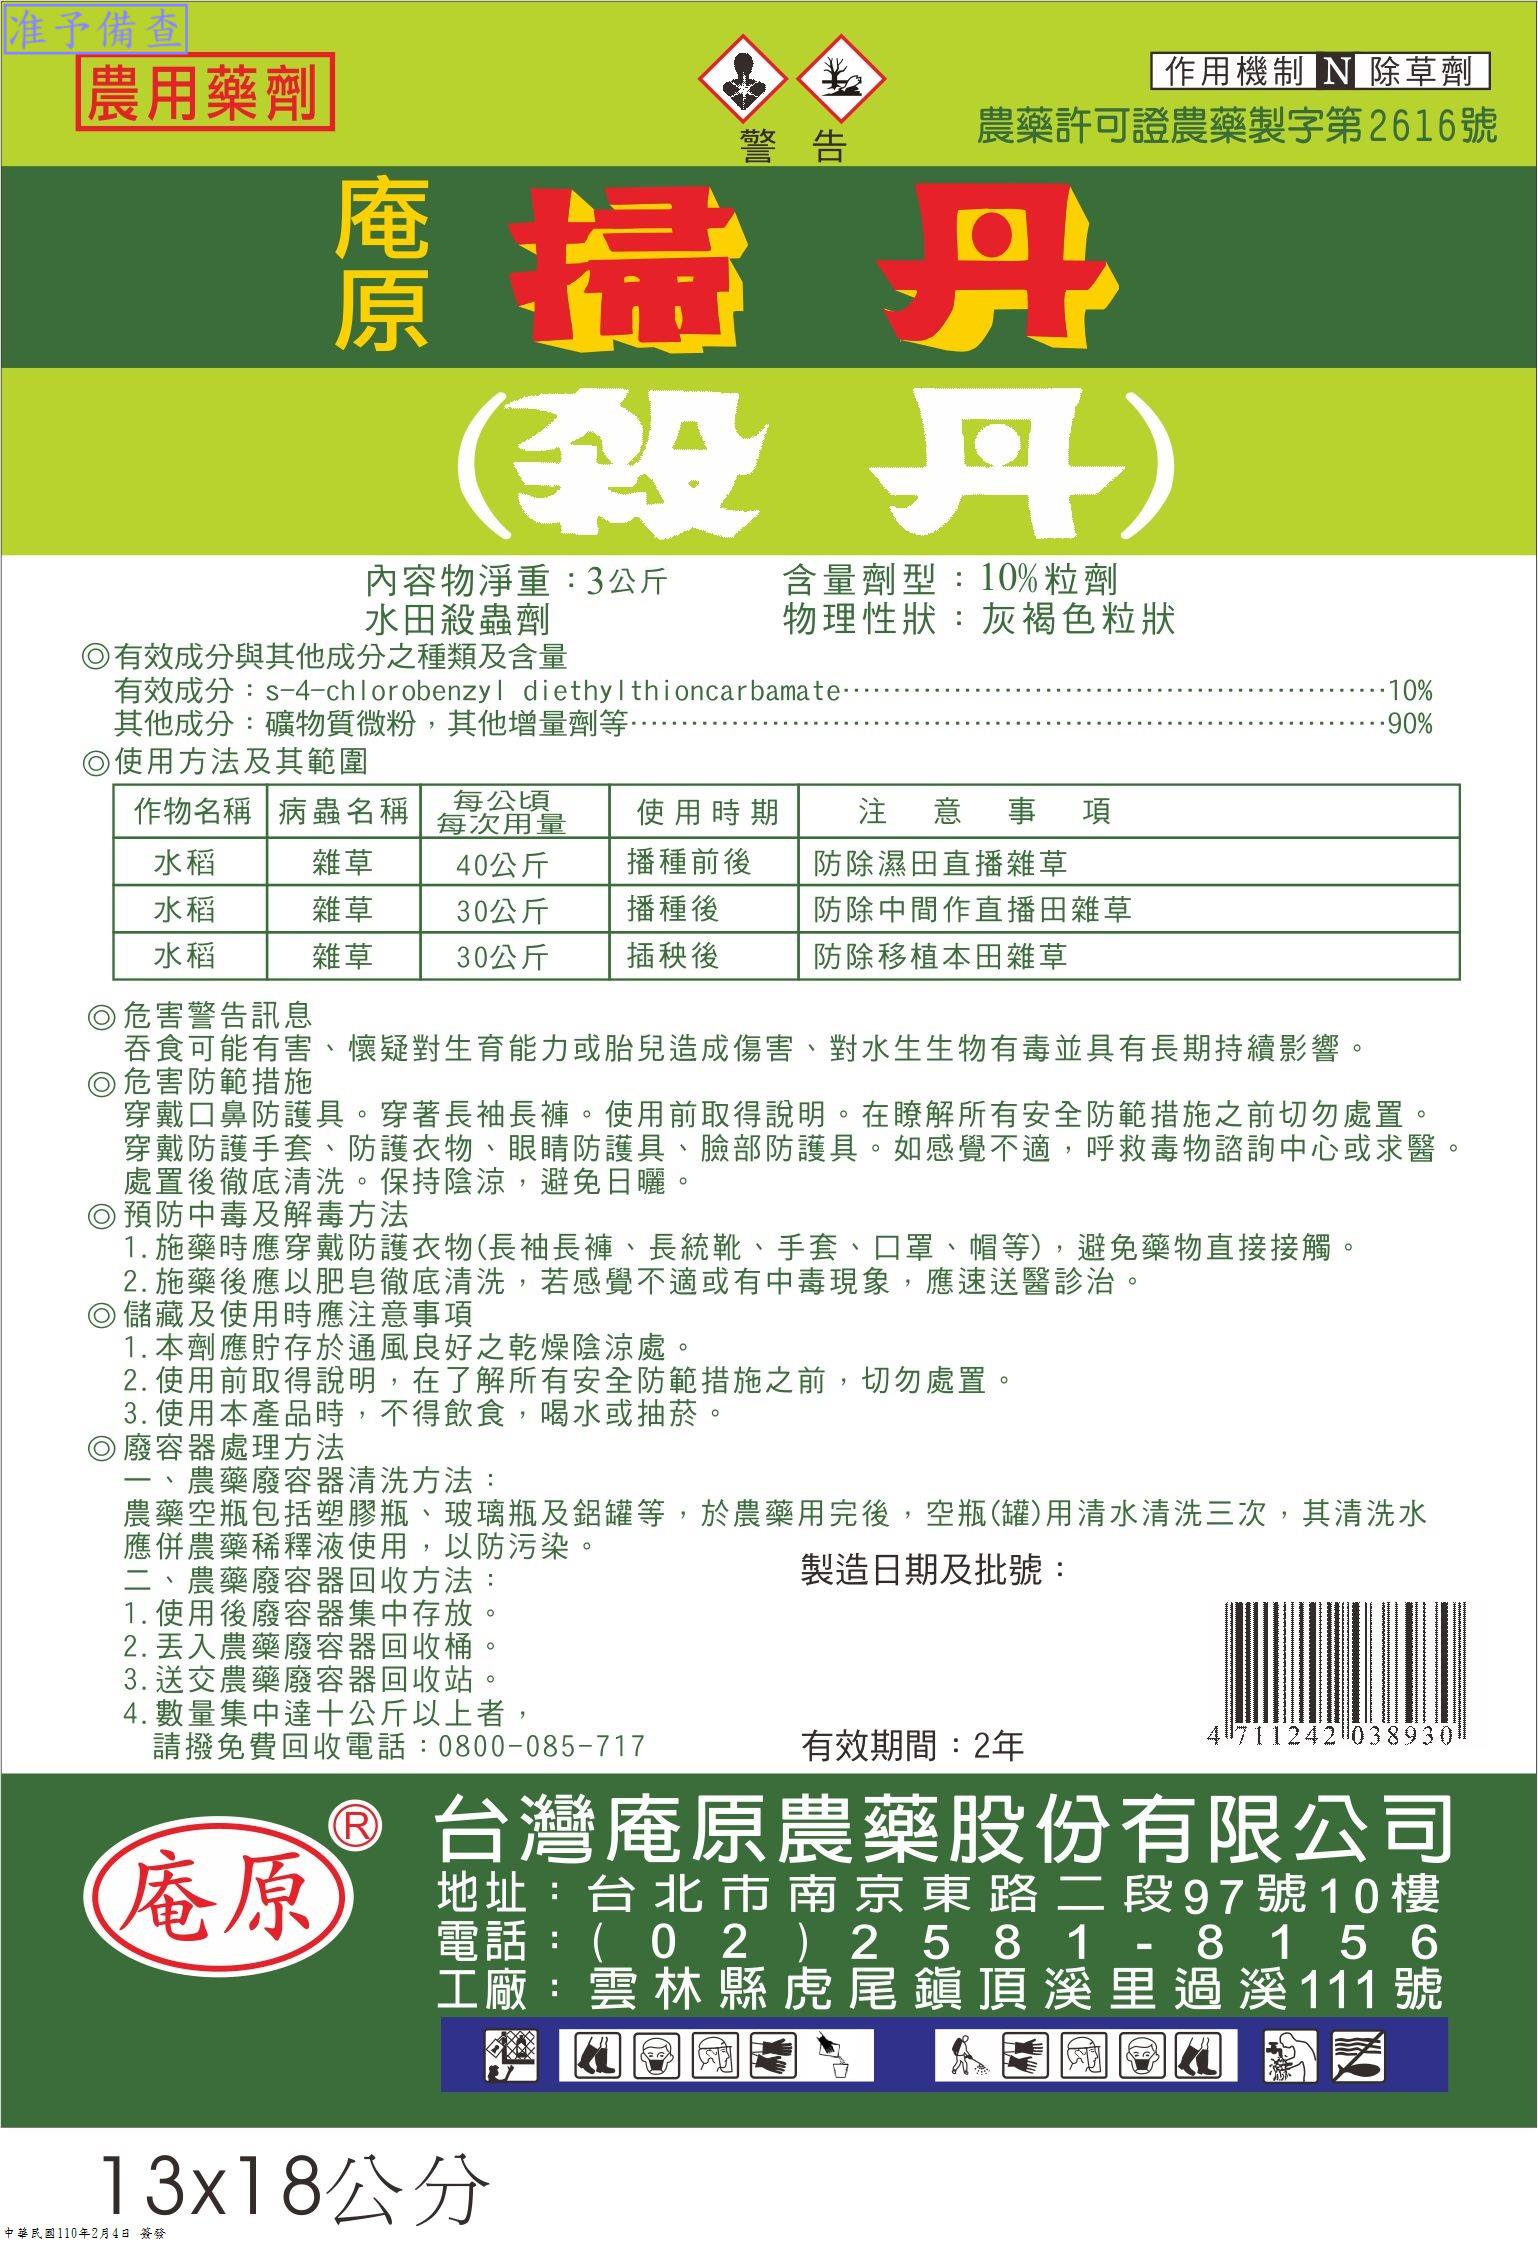 准予備查
農用藥劑
警告
作用機制 N 除草劑
農藥許可證農藥製字第2616號
庵原
掃丹
(殺丹)
內容物淨重：3公斤 含量劑型：10%粒劑
水田殺蟲劑 物理性狀：灰褐色粒狀
◎有效成分與其他成分之種類及含量
有效成分：s-4-chlorobenzyl diethylthioncarbamate……………………………………………10%
其他成分：礦物質微粉，其他增量劑等……………………………………………………………90%
◎使用方法及其範圍
作物名稱 病蟲名稱 每公頃每次用量 使用時期 注意事項
水稻 雜草 40公斤 播種前後 防除濕田直播雜草
水稻 雜草 30公斤 播種後 防除中間作直播田雜草
水稻 雜草 30公斤 插秧後 防除移植本田雜草
◎危害警告訊息
吞食可能有害、懷疑對生育能力或胎兒造成傷害、對水生生物有毒並具有長期持續影響。
◎危害防範措施
穿戴口鼻防護具。穿著長袖長褲。使用前取得說明。在瞭解所有安全防範措施之前切勿處置。
穿戴防護手套、防護衣物、眼睛防護具、臉部防護具。如感覺不適，呼救毒物諮詢中心或求醫。
處置後徹底清洗。保持陰涼，避免日曬。
◎預防中毒及解毒方法
1.施藥時應穿戴防護衣物(長袖長褲、長統靴、手套、口罩、帽等)，避免藥物直接接觸。
2.施藥後應以肥皂徹底清洗，若感覺不適或有中毒現象，應速送醫診治。
◎儲藏及使用時應注意事項
1.本劑應貯存於通風良好之乾燥陰涼處。
2.使用前取得說明，在了解所有安全防範措施之前，切勿處置。
3.使用本產品時，不得飲食，喝水或抽菸。
◎廢容器處理方法
一、農藥廢容器清洗方法：
農藥空瓶包括塑膠瓶、玻璃瓶及鋁罐等，於農藥用完後，空瓶(罐)用清水清洗三次，其清洗水
應併農藥稀釋液使用，以防污染。
二、農藥廢容器回收方法：
1.使用後廢容器集中存放。
2.丟入農藥廢容器回收桶。
3.送交農藥廢容器回收站。
4.數量集中達十公斤以上者，
請撥免費回收電話：0800-085-717
製造日期及批號：
有效期間：2年
4 711242 038930
庵原 ®
台灣庵原農藥股份有限公司
地址：台北市南京東路二段97號10樓
電話：(02)2581-8156
工廠：雲林縣虎尾鎮頂溪里過溪111號
13x18公分
中華民國110年2月4日 簽發